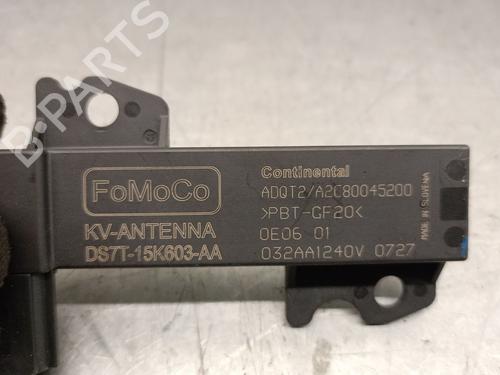 B-PARTS
FoMoCo
KV-ANTENNA
DS7T-15K603-AA
Continental
ADQT2/A2C80045200
>PBT-GF20<
0E06 01
032AA1240V 0727
MADE IN SLOVENIA